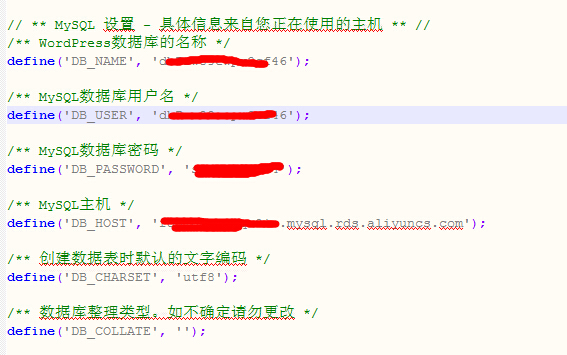 // ** MySQL 设置 - 具体信息来自您正在使用的主机 ** //
/** WordPress数据库的名称 */
define('DB_NAME', 'd f46');
/** MySQL数据库用户名 */
define('DB_USER', 'd 46');
/** MySQL数据库密码 */
define('DB_PASSWORD', ' ');
/** MySQL主机 */
define('DB_HOST', ' .mysql.rds.aliyuncs.com');
/** 创建数据表时默认的文字编码 */
define('DB_CHARSET', 'utf8');
/** 数据库整理类型。如不确定请勿更改 */
define('DB_COLLATE', '');